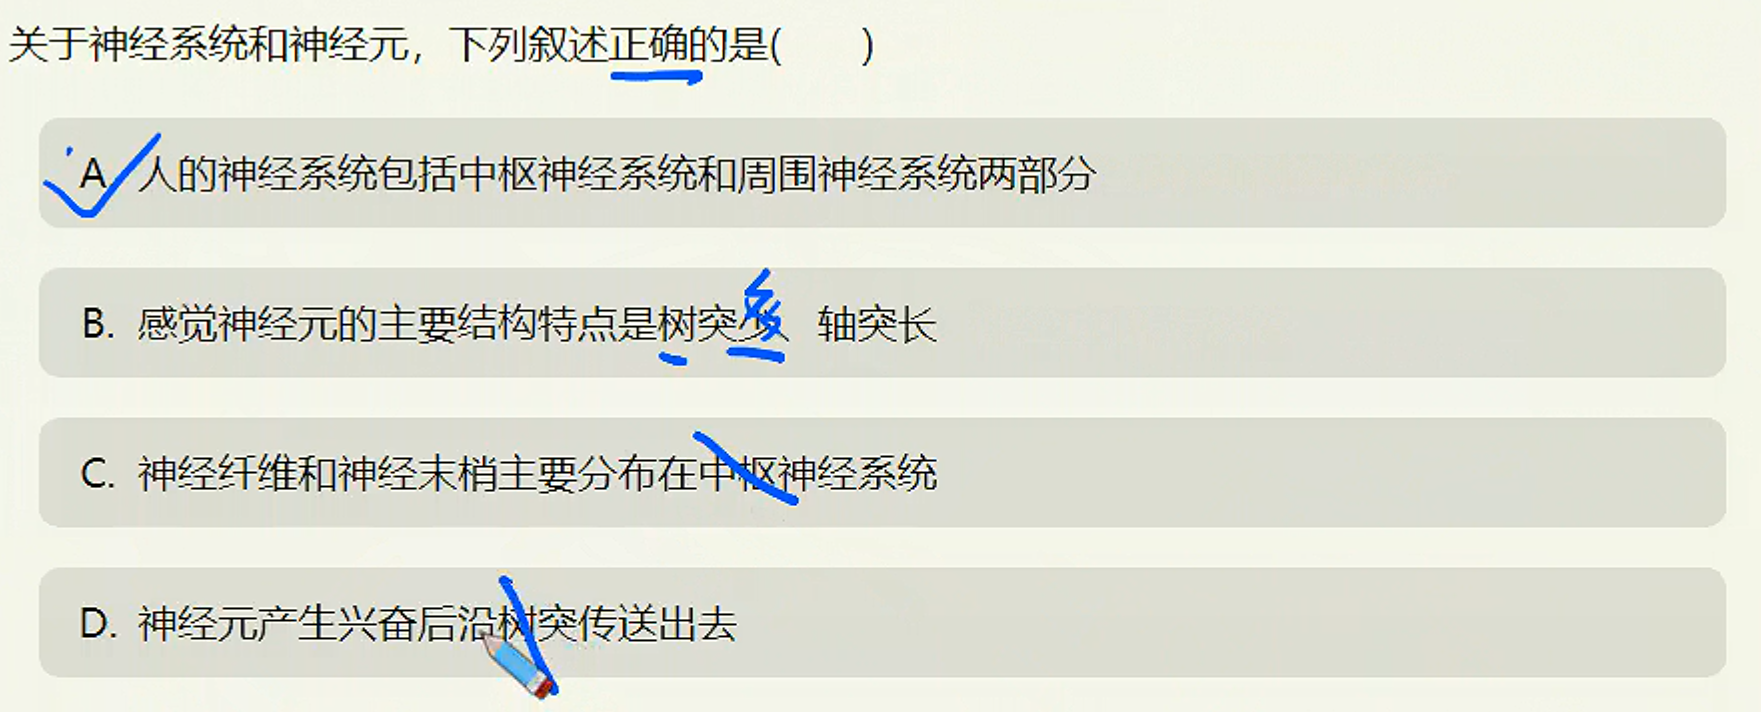 关于神经系统和神经元，下列叙述正确的是(　　)
A. 人的神经系统包括中枢神经系统和周围神经系统两部分
B. 感觉神经元的主要结构特点是树突少　轴突长
多
C. 神经纤维和神经末梢主要分布在中枢神经系统
D. 神经元产生兴奋后沿树突传送出去